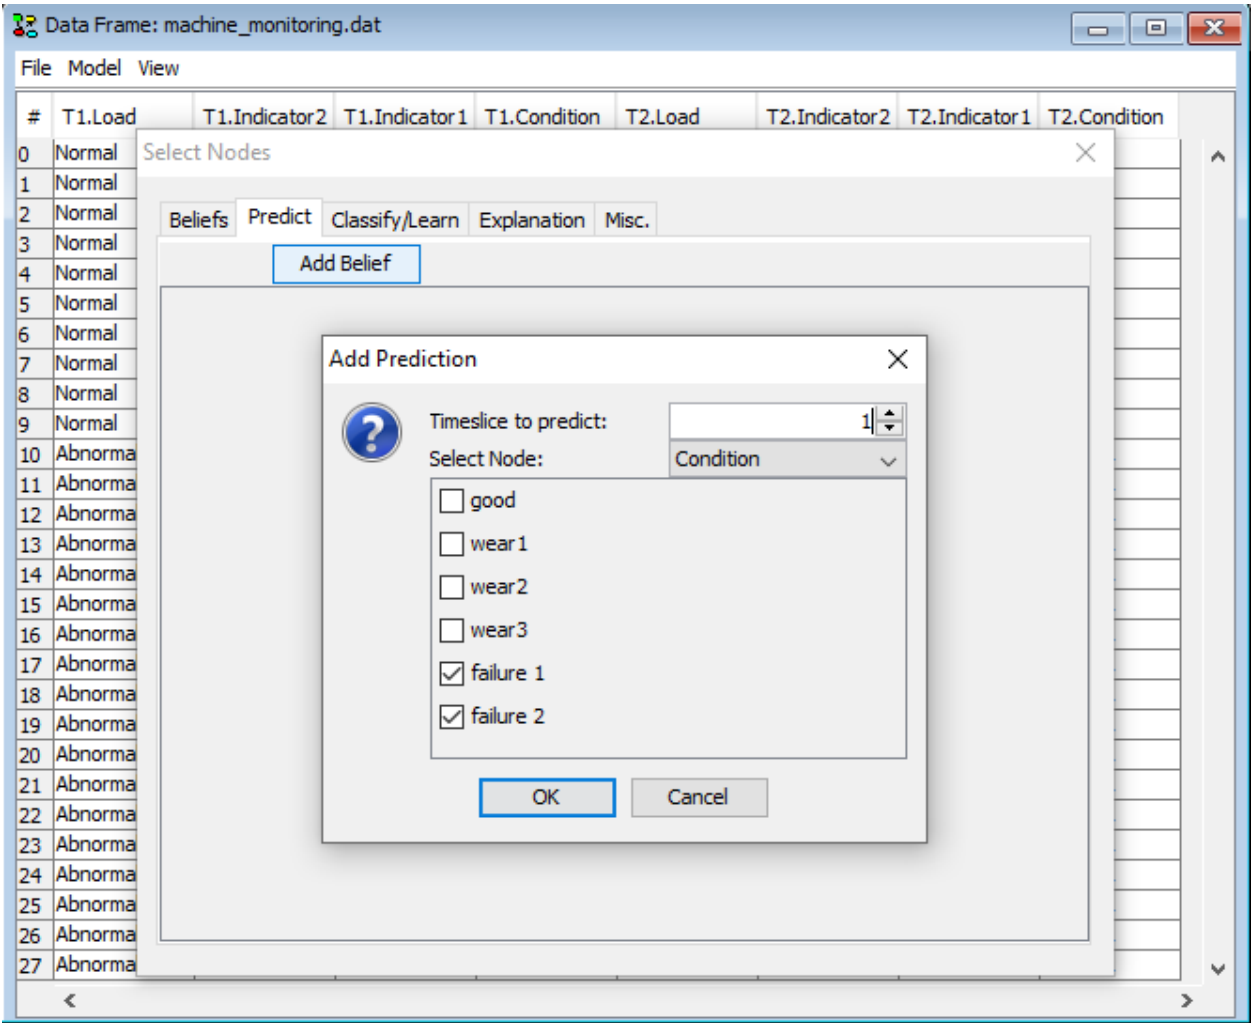 Data Frame: machine_monitoring.dat
File Model View
# T1.Load T1.Indicator2 T1.Indicator1 T1.Condition T2.Load T2.Indicator2 T2.Indicator1 T2.Condition
0 Normal
Select Nodes
1 Normal
2 Normal
Beliefs Predict Classify/Learn Explanation Misc.
3 Normal
Add Belief
4 Normal
5 Normal
6 Normal
7 Normal
8 Normal
9 Normal
10 Abnorma
11 Abnorma
12 Abnorma
13 Abnorma
14 Abnorma
15 Abnorma
16 Abnorma
17 Abnorma
18 Abnorma
19 Abnorma
20 Abnorma
21 Abnorma
22 Abnorma
23 Abnorma
24 Abnorma
25 Abnorma
26 Abnorma
27 Abnorma
Add Prediction
Timeslice to predict: 1
Select Node: Condition
good
wear1
wear2
wear3
failure 1
failure 2
OK Cancel